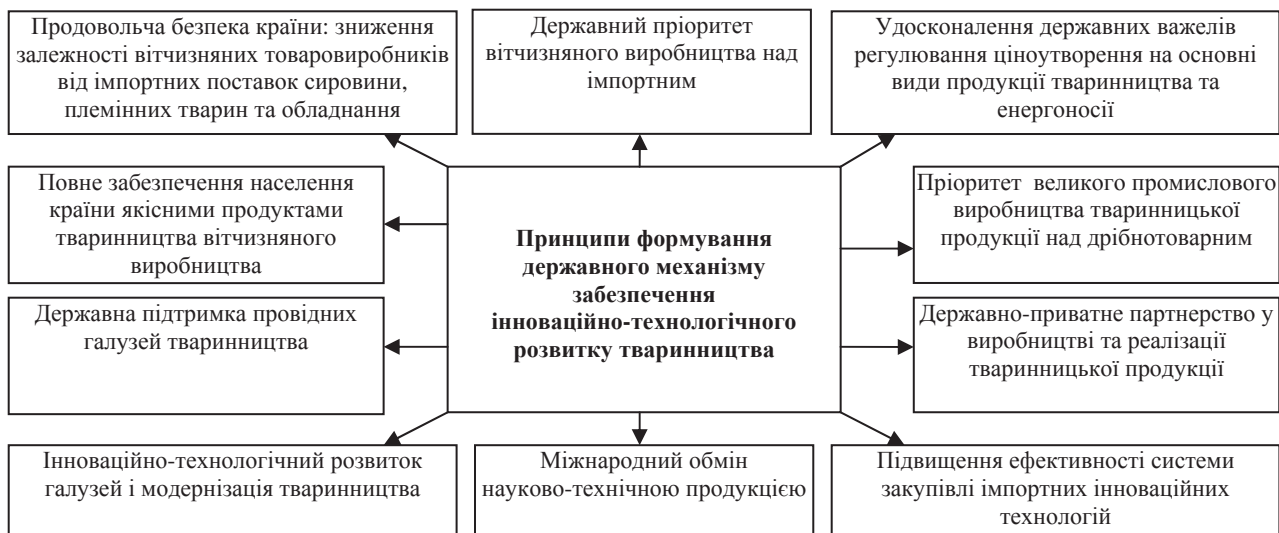 Продовольча безпека країни: зниження
залежності вітчизняних товаровиробників
від імпортних поставок сировини,
племінних тварин та обладнання
Державний пріоритет
вітчизняного виробництва над
імпортним
Удосконалення державних важелів
регулювання ціноутворення на основні
види продукції тваринництва та
енергоносії
Повне забезпечення населення
країни якісними продуктами
тваринництва вітчизняного
виробництва
Принципи формування
державного механізму
забезпечення
інноваційно-технологічного
розвитку тваринництва
Пріоритет великого промислового
виробництва тваринницької
продукції над дрібнотоварним
Державна підтримка провідних
галузей тваринництва
Державно-приватне партнерство у
виробництві та реалізації
тваринницької продукції
Інноваційно-технологічний розвиток
галузей і модернізація тваринництва
Міжнародний обмін
науково-технічною продукцією
Підвищення ефективності системи
закупівлі імпортних інноваційних
технологій